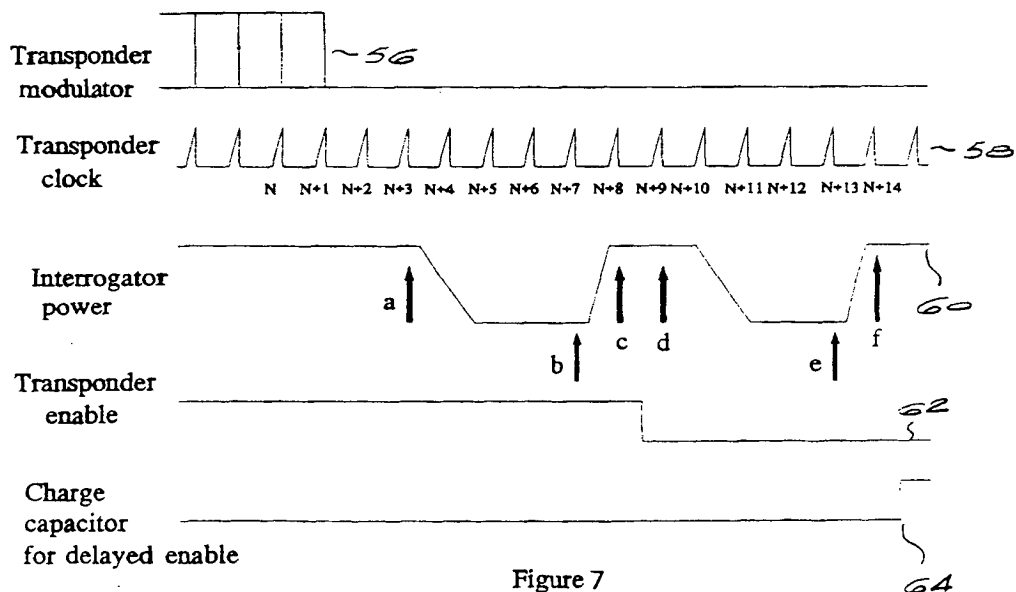 Transponder
modulator
~56
Transponder
clock
~58
N N+1 N+2 N+3 N+4 N+5 N+6 N+7 N+8 N+9 N+10 N+11 N+12 N+13 N+14
Interrogator
power
60
a
b
c
d
e
f
Transponder
enable
62
Charge
capacitor
for delayed enable
64
Figure 7